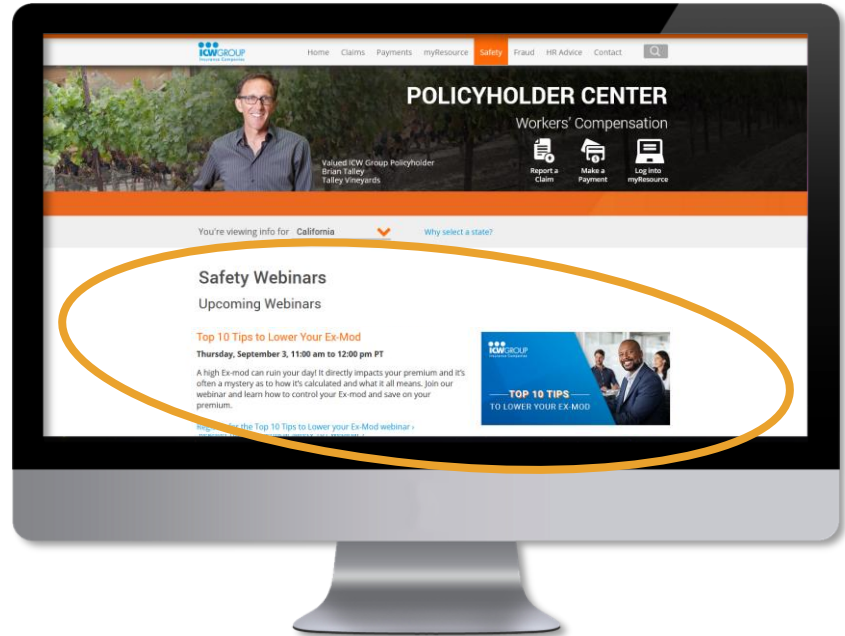 ICWGROUP
Insurance Companies
Home Claims Payments myResource Safety Fraud HR Advice Contact
POLICYHOLDER CENTER
Workers' Compensation
Valued ICW Group Policyholder
Brian Talley
Talley Vineyards
Report a
Claim
Make a
Payment
Log into
myResource
You're viewing info for California
Why select a state?
Safety Webinars
Upcoming Webinars
Top 10 Tips to Lower Your Ex-Mod
Thursday, September 3, 11:00 am to 12:00 pm PT
A high Ex-mod can ruin your day! It directly impacts your premium and it's
often a mystery as to how it's calculated and what it all means. Join our
webinar and learn how to control your Ex-mod and save on your
premium.
Register for the Top 10 Tips to Lower your Ex-Mod webinar ›
ICWGROUP
Insurance Companies
TOP 10 TIPS
TO LOWER YOUR EX-MOD